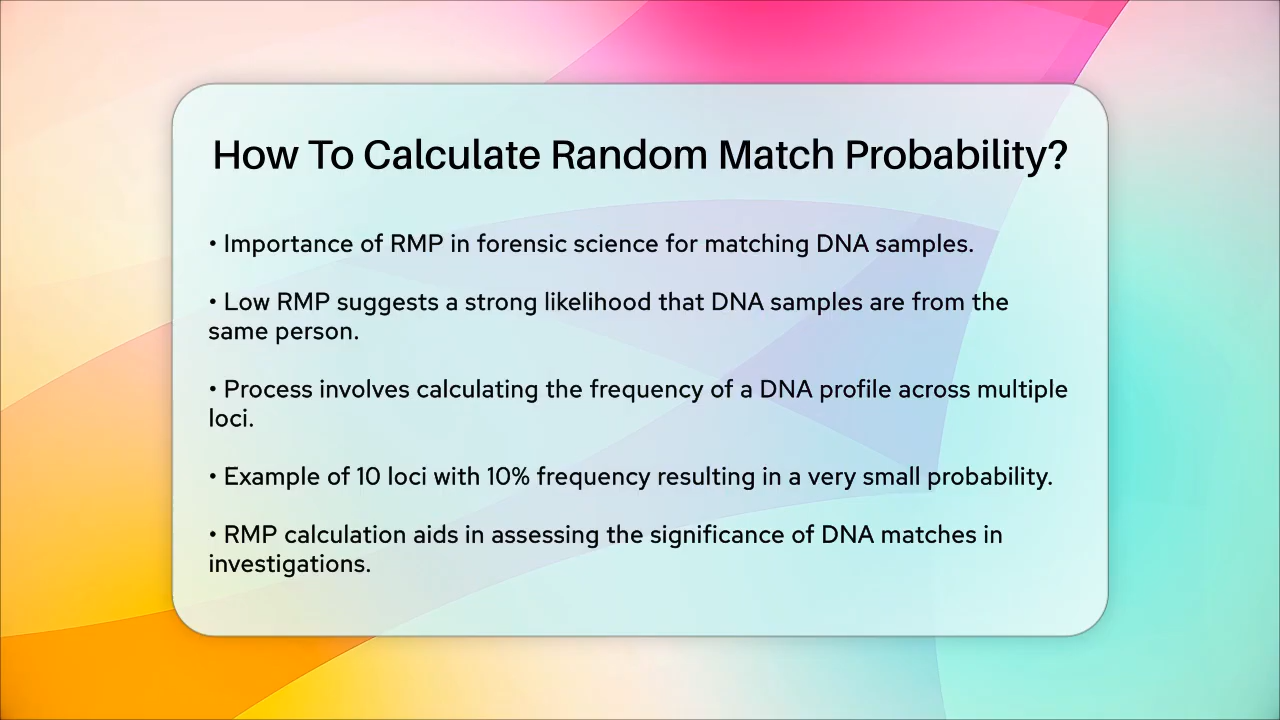 How To Calculate Random Match Probability?
• Importance of RMP in forensic science for matching DNA samples.
• Low RMP suggests a strong likelihood that DNA samples are from the
same person.
• Process involves calculating the frequency of a DNA profile across multiple
loci.
• Example of 10 loci with 10% frequency resulting in a very small probability.
• RMP calculation aids in assessing the significance of DNA matches in
investigations.